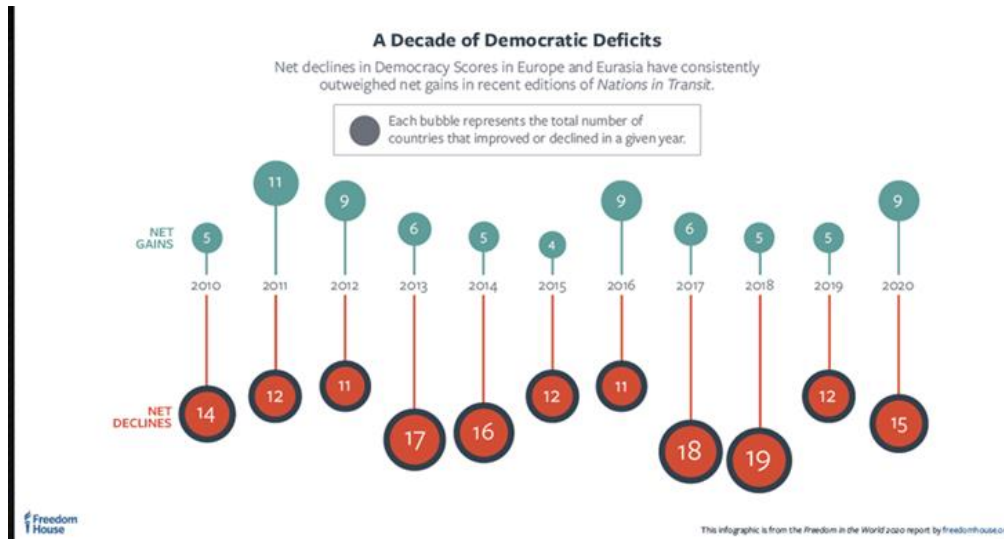 A Decade of Democratic Deficits
Net declines in Democracy Scores in Europe and Eurasia have consistently
outweighed net gains in recent editions of Nations in Transit.
Each bubble represents the total number of
countries that improved or declined in a given year.
NET
GAINS
5 11 9 6 5 4 9 6 5 5 9
2010 2011 2012 2013 2014 2015 2016 2017 2018 2019 2020
NET
DECLINES
14 12 11 17 16 12 11 18 19 12 15
Freedom
House
This infographic is from the Freedom in the World 2020 report by freedomhouse.o